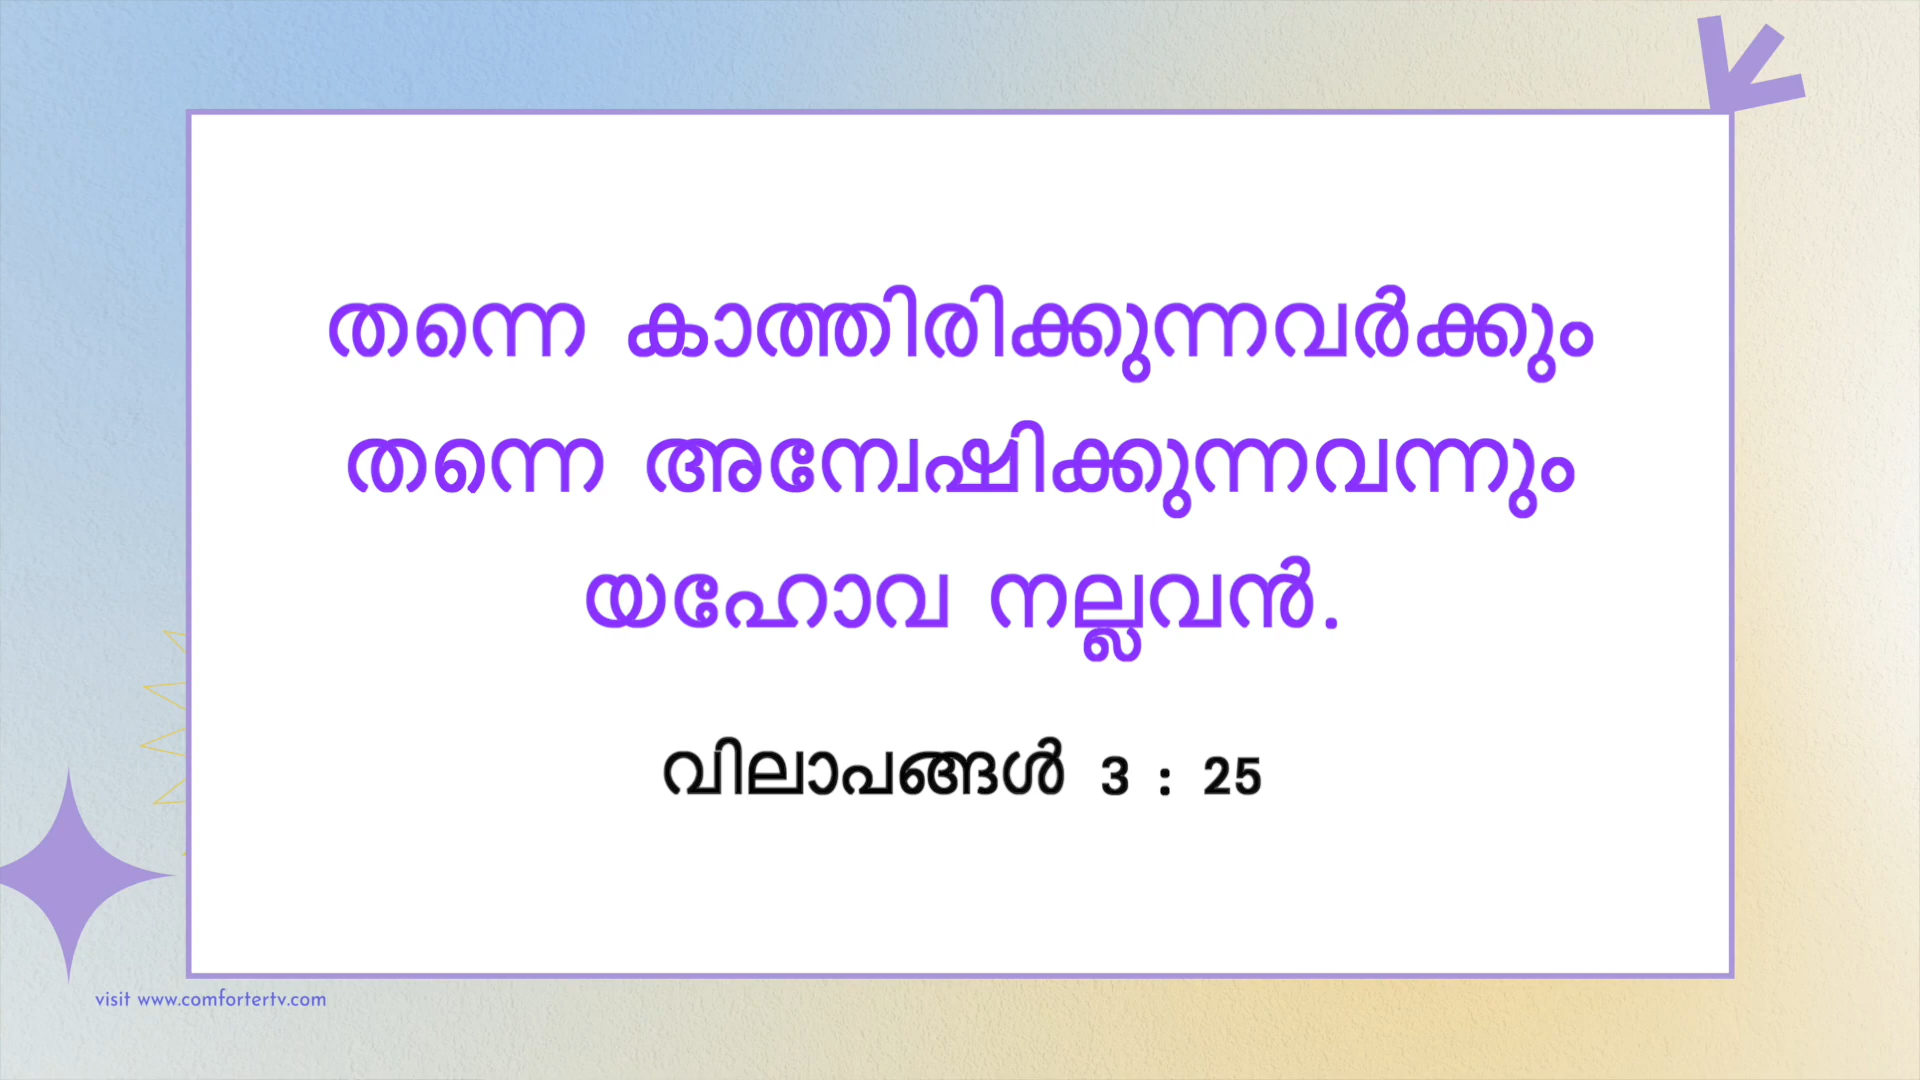 തന്നെ കാത്തിരിക്കുന്നവർക്കും
തന്നെ അന്വേഷിക്കുന്നവന്നും
യഹോവ നല്ലവൻ.
വിലാപങ്ങൾ 3 : 25
visit www.comfortertv.com